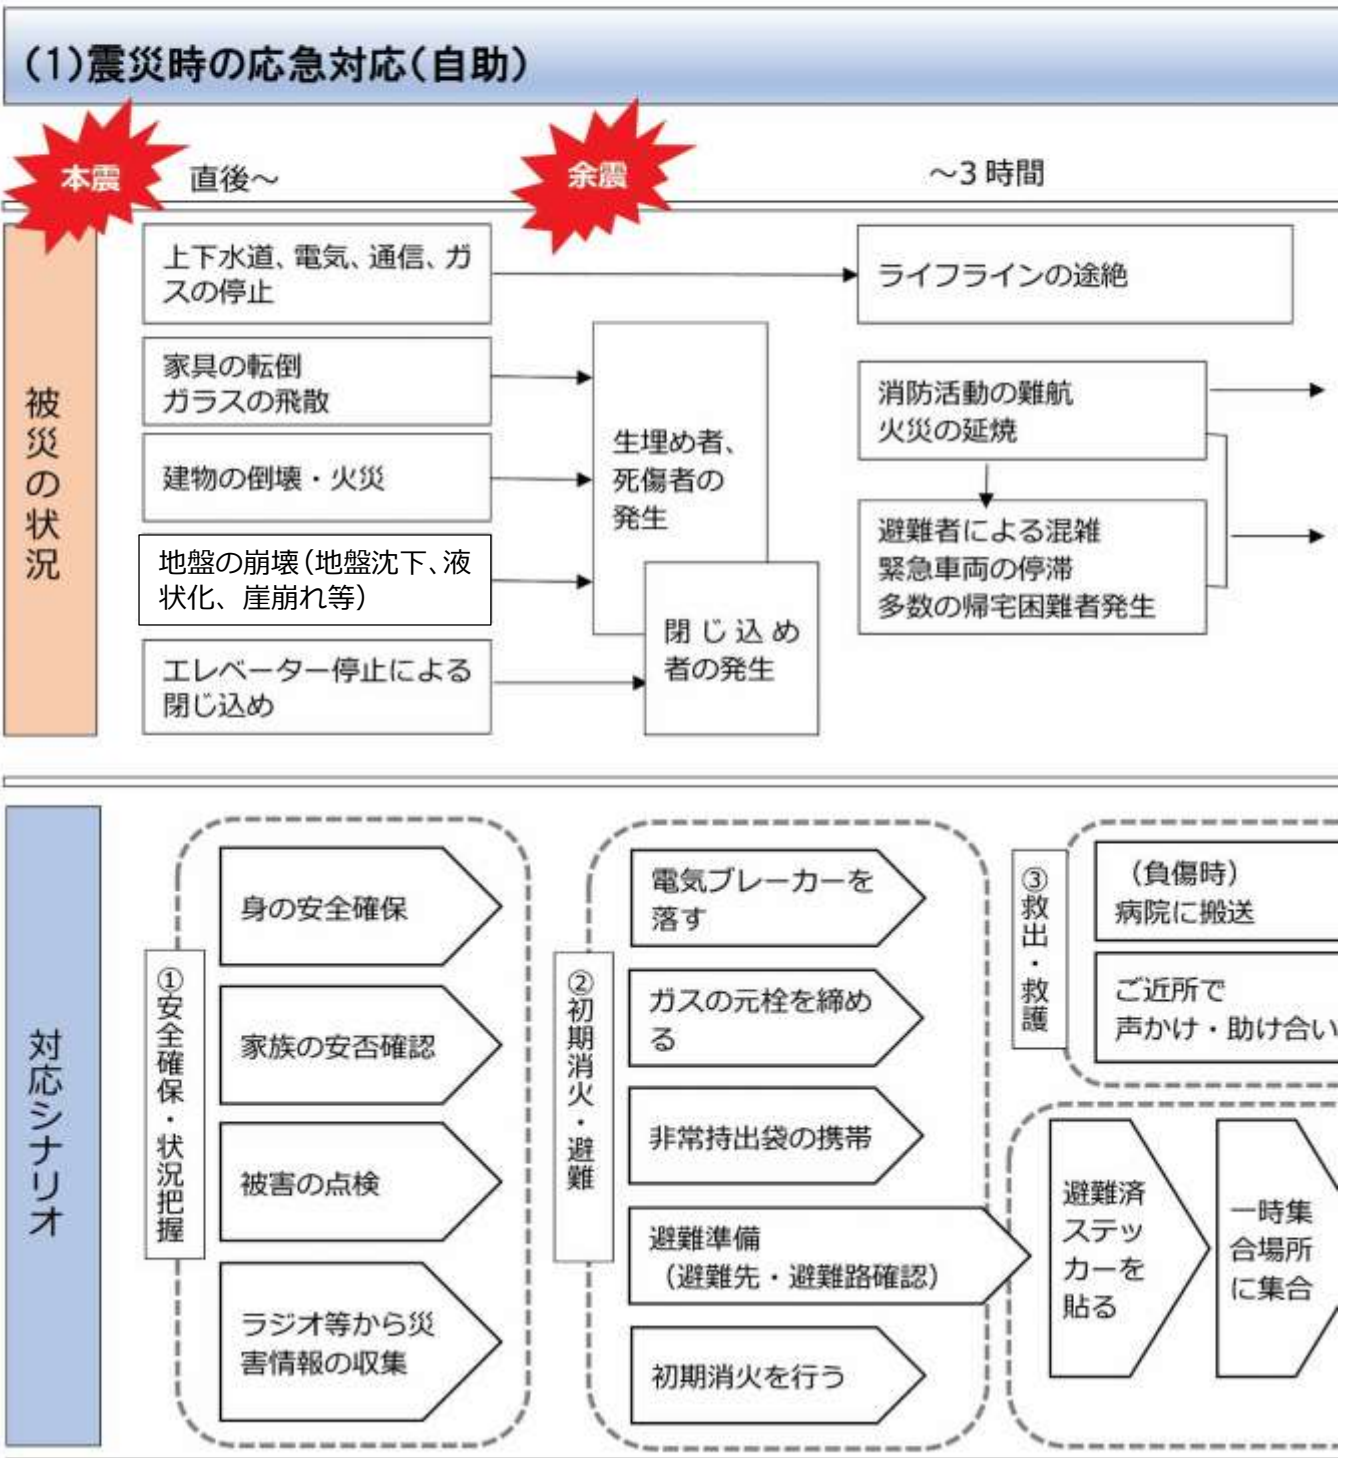 (1)震災時の応急対応(自助)
本震
直後～
余震
～3時間
被災の状況
上下水道、電気、通信、ガ
スの停止
ライフラインの途絶
家具の転倒
ガラスの飛散
建物の倒壊・火災
地盤の崩壊(地盤沈下、液
状化、崖崩れ等)
エレベーター停止による
閉じ込め
生埋め者、
死傷者の
発生
閉じ込め
者の発生
消防活動の難航
火災の延焼
避難者による混雑
緊急車両の停滞
多数の帰宅困難者発生
対応シナリオ
①安全確保・状況把握
身の安全確保
家族の安否確認
被害の点検
ラジオ等から災
害情報の収集
②初期消火・避難
電気ブレーカーを
落す
ガスの元栓を締め
る
非常持出袋の携帯
避難準備
（避難先・避難路確認）
初期消火を行う
③救出・救護
（負傷時）
病院に搬送
ご近所で
声かけ・助け合い
避難済
ステッ
カーを
貼る
一時集
合場所
に集合